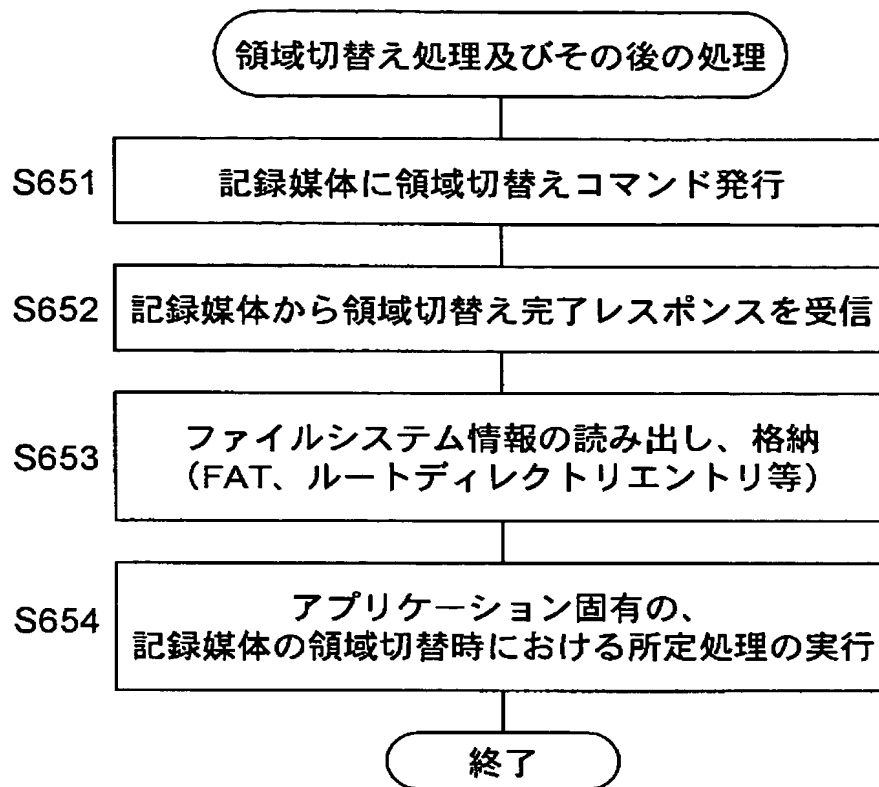 領域切替え処理及びその後の処理
S651
記録媒体に領域切替えコマンド発行
S652
記録媒体から領域切替え完了レスポンスを受信
S653
ファイルシステム情報の読み出し、格納
（FAT、ルートディレクトリエントリ等）
S654
アプリケーション固有の、
記録媒体の領域切替時における所定処理の実行
終了